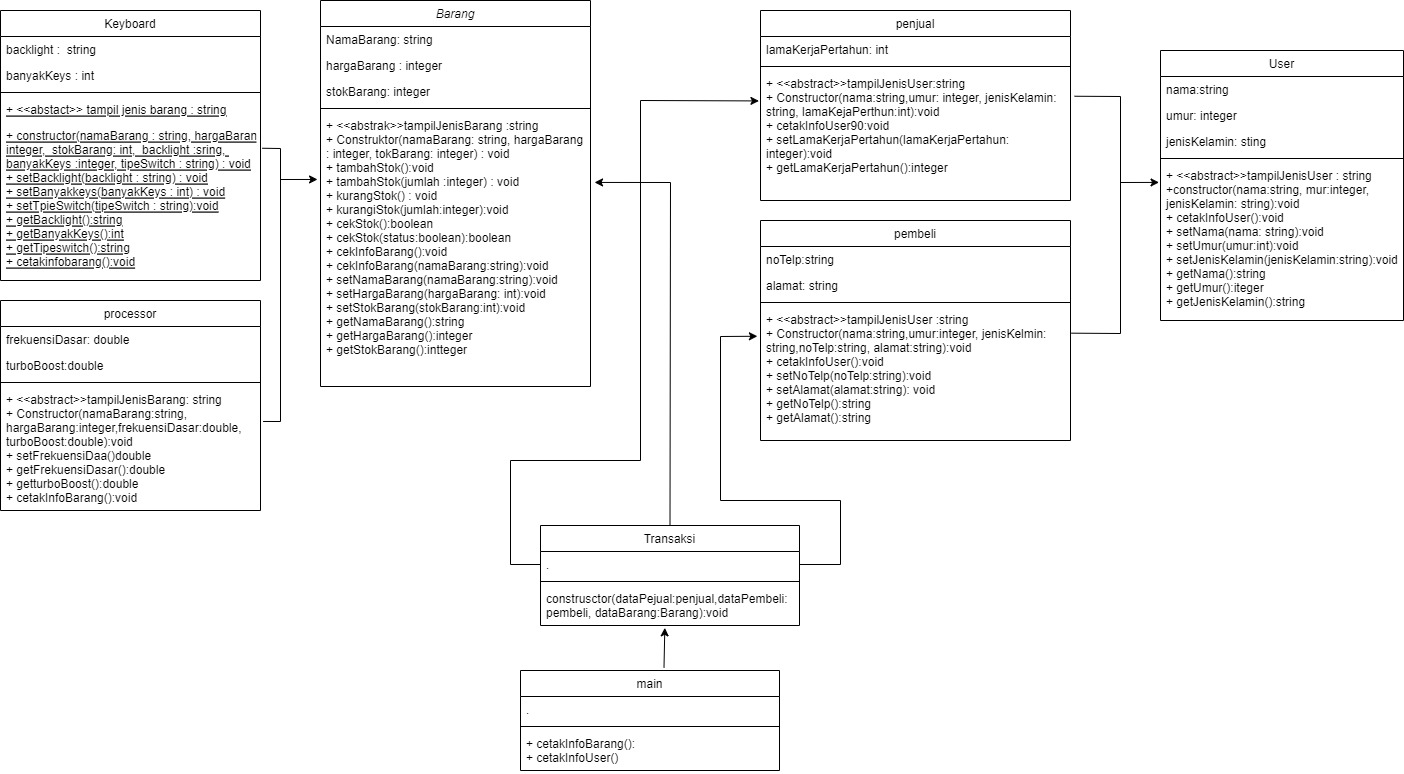 Keyboard
backlight : string
banyakKeys : int
+ <<abstact>> tampil jenis barang : string
+ constructor(namaBarang : string, hargaBaran
integer, stokBarang: int, backlight :sring,
banyakKeys :integer, tipeSwitch : string) : void
+ setBacklight(backlight : string) : void
+ setBanyakkeys(banyakKeys : int) : void
+ setTpieSwitch(tipeSwitch : string):void
+ getBacklight():string
+ getBanyakKeys():int
+ getTipeswitch():string
+ cetakinfobarang():void
processor
frekuensiDasar: double
turboBoost:double
+ <<abstract>>tampilJenisBarang: string
+ Constructor(namaBarang:string,
hargaBarang:integer,frekuensiDasar:double,
turboBoost:double):void
+ setFrekuensiDaa()double
+ getFrekuensiDasar():double
+ getturboBoost():double
+ cetakInfoBarang():void
Barang
NamaBarang: string
hargaBarang : integer
stokBarang: integer
+ <<abstrak>>tampilJenisBarang :string
+ Construktor(namaBarang: string, hargaBarang
: integer, tokBarang: integer) : void
+ tambahStok():void
+ tambahStok(jumlah :integer) : void
+ kurangStok() : void
+ kurangiStok(jumlah:integer):void
+ cekStok():boolean
+ cekStok(status:boolean):boolean
+ cekInfoBarang():void
+ cekInfoBarang(namaBarang:string):void
+ setNamaBarang(namaBarang:string):void
+ setHargaBarang(hargaBarang: int):void
+ setStokBarang(stokBarang:int):void
+ getNamaBarang():string
+ getHargaBarang():integer
+ getStokBarang():intteger
penjual
lamaKerjaPertahun: int
+ <<abstract>>tampilJenisUser:string
+ Constructor(nama:string,umur: integer, jenisKelamin:
string, lamaKejaPerthun:int):void
+ cetakInfoUser90:void
+ setLamaKerjaPertahun(lamaKerjaPertahun:
integer):void
+ getLamaKerjaPertahun():integer
pembeli
noTelp:string
alamat: string
+ <<abstract>>tampilJenisUser :string
+ Constructor(nama:string,umur:integer, jenisKelmin:
string,noTelp:string, alamat:string):void
+ cetakInfoUser():void
+ setNoTelp(noTelp:string):void
+ setAlamat(alamat:string): void
+ getNoTelp():string
+ getAlamat():string
User
nama:string
umur: integer
jenisKelamin: sting
+ <<abstract>>tampilJenisUser : string
+constructor(nama:string, mur:integer,
jenisKelamin: string):void
+ cetakInfoUser():void
+ setNama(nama: string):void
+ setUmur(umur:int):void
+ setJenisKelamin(jenisKelamin:string):void
+ getNama():string
+ getUmur():iteger
+ getJenisKelamin():string
Transaksi
.
construsctor(dataPejual:penjual,dataPembeli:
pembeli, dataBarang:Barang):void
main
.
+ cetakInfoBarang():
+ cetakInfoUser()